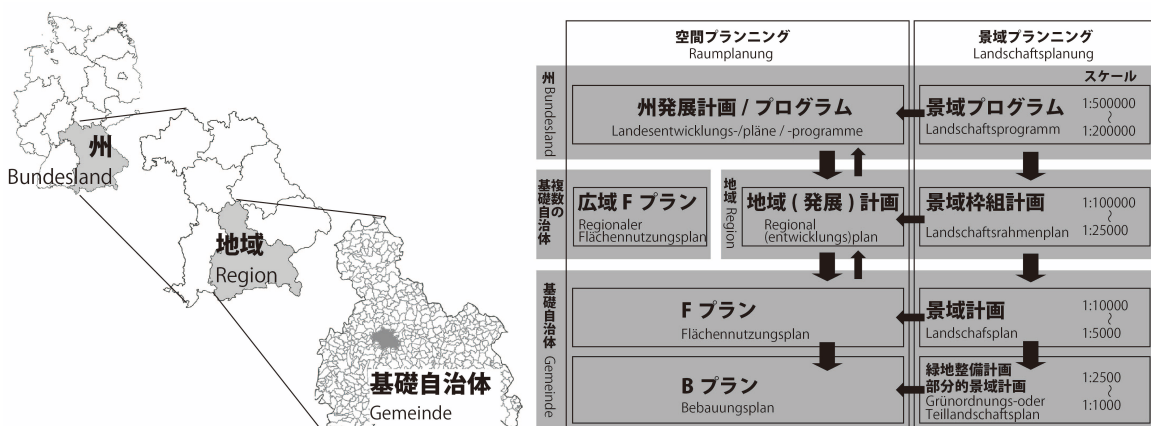 州
Bundesland
地域
Region
基礎自治体
Gemeinde
空間プランニング
Raumplanung
景域プランニング
Landschaftsplanung
スケール
州 Bundesland
州発展計画 / プログラム
Landesentwicklungs-/pläne / -programme
景域プログラム
Landschaftsprogramm
1:500000
~
1:200000
複数の
基礎自治体
広域 F プラン
Regionaler
Flächennutzungsplan
地域 Region
地域 ( 発展 ) 計画
Regional
(entwicklungs)plan
景域枠組計画
Landschaftsrahmenplan
1:100000
~
1:25000
基礎自治体 Gemeinde
F プラン
Flächennutzungsplan
景域計画
Landschafsplan
1:10000
~
1:5000
B プラン
Bebauungsplan
緑地整備計画
部分的景域計画
Grünordnungs-oder
Teillandschaftsplan
1:2500
~
1:1000